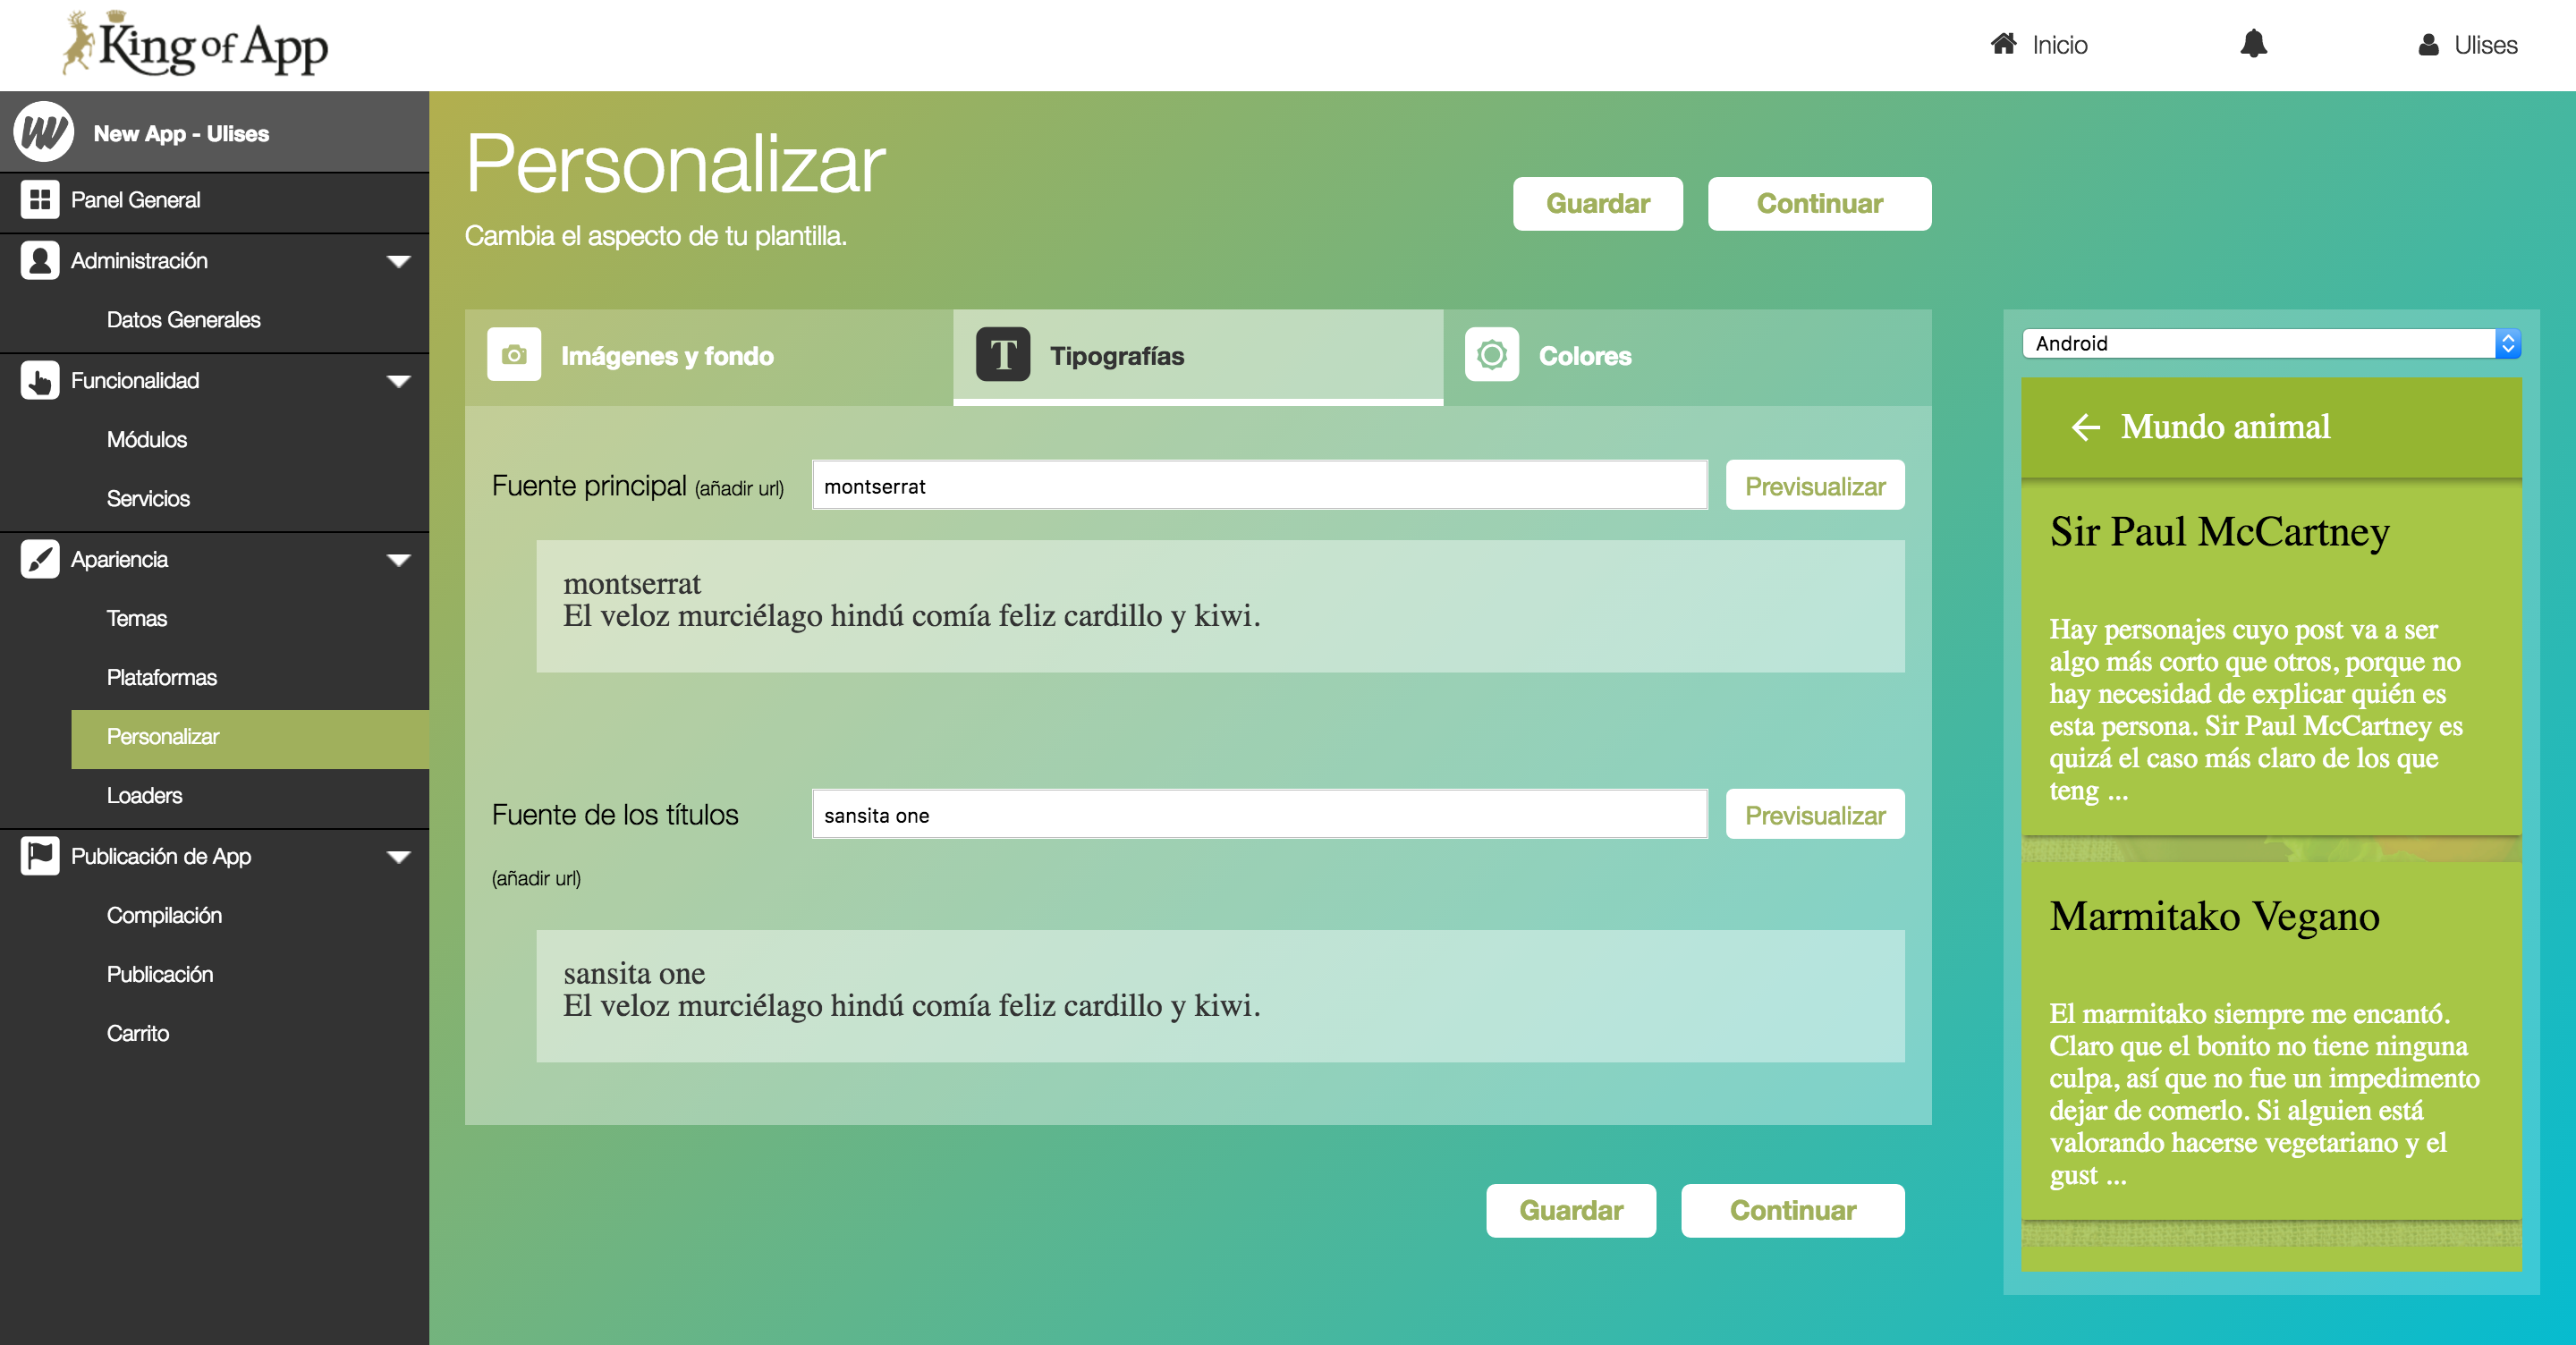 King of App
Inicio
Ulises
New App - Ulises
Panel General
Administración
Datos Generales
Funcionalidad
Módulos
Servicios
Apariencia
Temas
Plataformas
Personalizar
Loaders
Publicación de App
Compilación
Publicación
Carrito
Personalizar
Cambia el aspecto de tu plantilla.
Guardar
Continuar
Imágenes y fondo
T Tipografías
Colores
Fuente principal (añadir url)
montserrat
Previsualizar
montserrat
El veloz murciélago hindú comía feliz cardillo y kiwi.
Fuente de los títulos
(añadir url)
sansita one
Previsualizar
sansita one
El veloz murciélago hindú comía feliz cardillo y kiwi.
Guardar
Continuar
Android
Mundo animal
Sir Paul McCartney
Hay personajes cuyo post va a ser
algo más corto que otros, porque no
hay necesidad de explicar quién es
esta persona. Sir Paul McCartney es
quizá el caso más claro de los que
teng ...
Marmitako Vegano
El marmitako siempre me encantó.
Claro que el bonito no tiene ninguna
culpa, así que no fue un impedimento
dejar de comerlo. Si alguien está
valorando hacerse vegetariano y el
gust ...